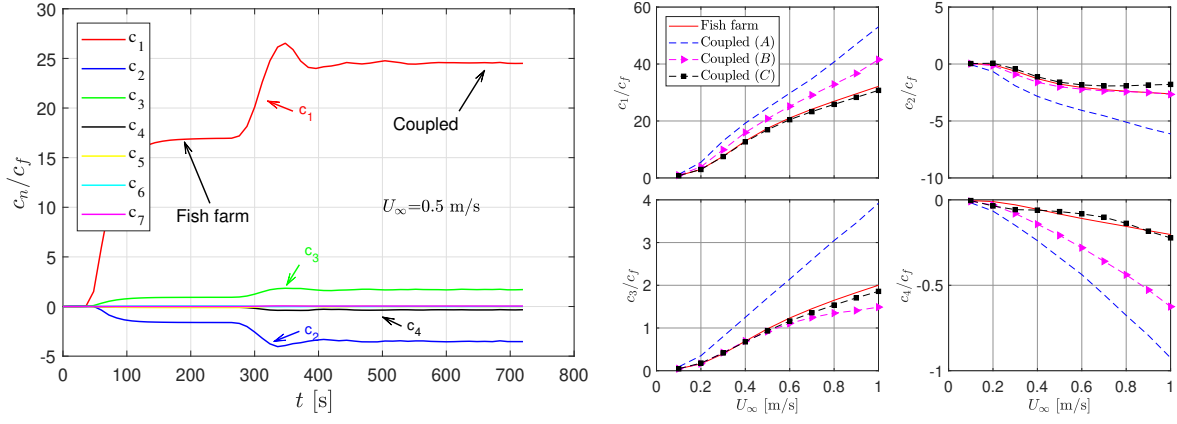 c1
c2
c3
c4
c5
c6
c7
30
25
20
15
10
5
0
-5
cn/cf
c1
Coupled
Fish farm
U∞=0.5 m/s
c3
c4
c2
0 100 200 300 400 500 600 700 800
t [s]
60
40
20
0
c1/cf
Fish farm
Coupled (A)
Coupled (B)
Coupled (C)
0
-5
-10
5
c2/cf
4
3
2
1
0
c3/cf
0 0.2 0.4 0.6 0.8 1
U∞ [m/s]
0
-0.5
-1
c4/cf
0 0.2 0.4 0.6 0.8 1
U∞ [m/s]